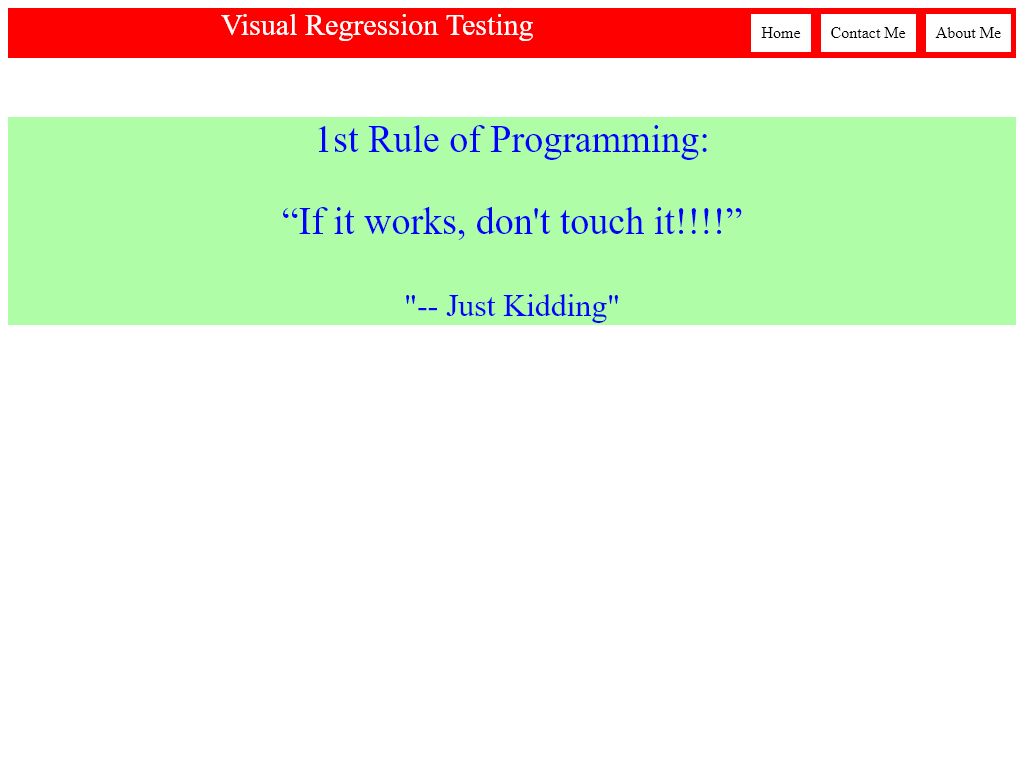 Visual Regression Testing
Home
Contact Me
About Me
1st Rule of Programming:
“If it works, don't touch it!!!!”
"-- Just Kidding"